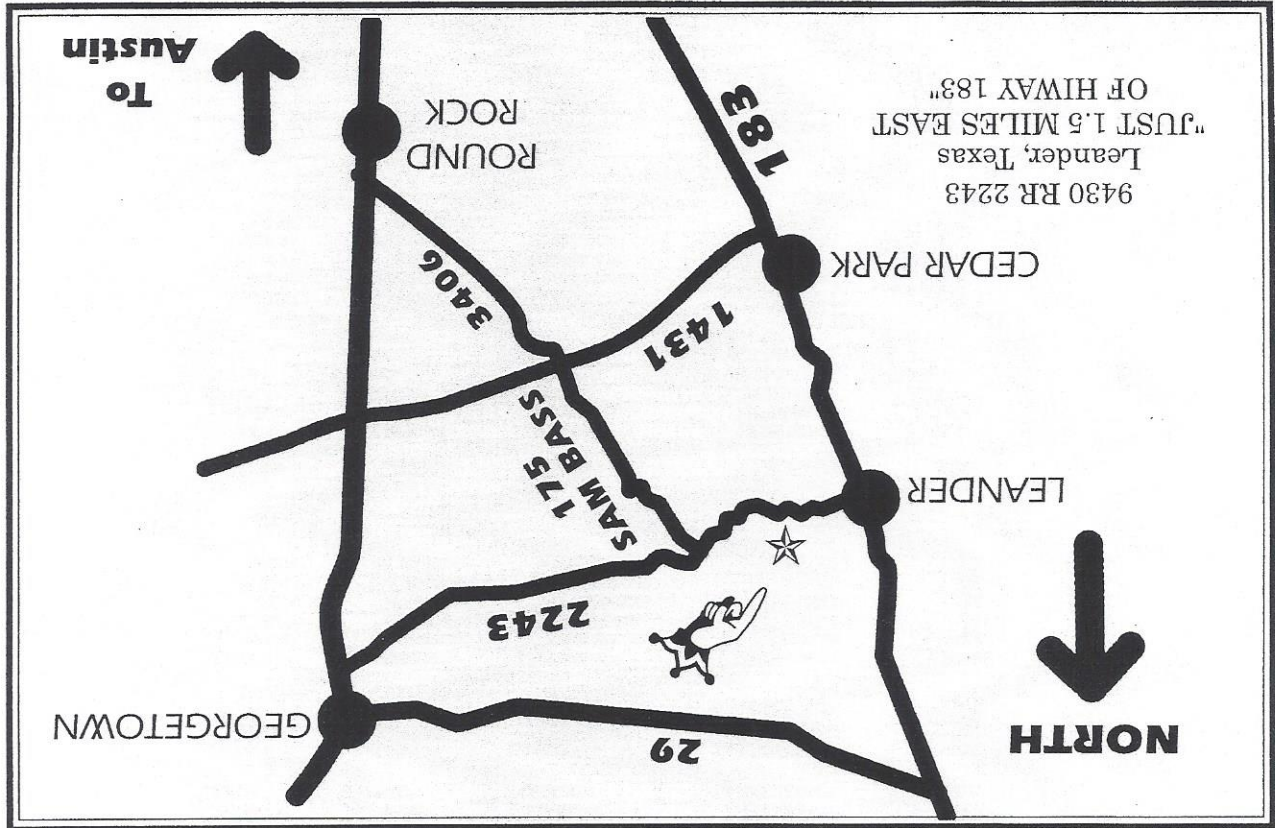 NORTH
29
GEORGETOWN
2243
LEANDER
175
SAM BASS
1431
3406
CEDAR PARK
183
ROUND
ROCK
9430 RR 2243
Leander, Texas
"JUST 1.5 MILES EAST
OF HIWAY 183"
To
Austin